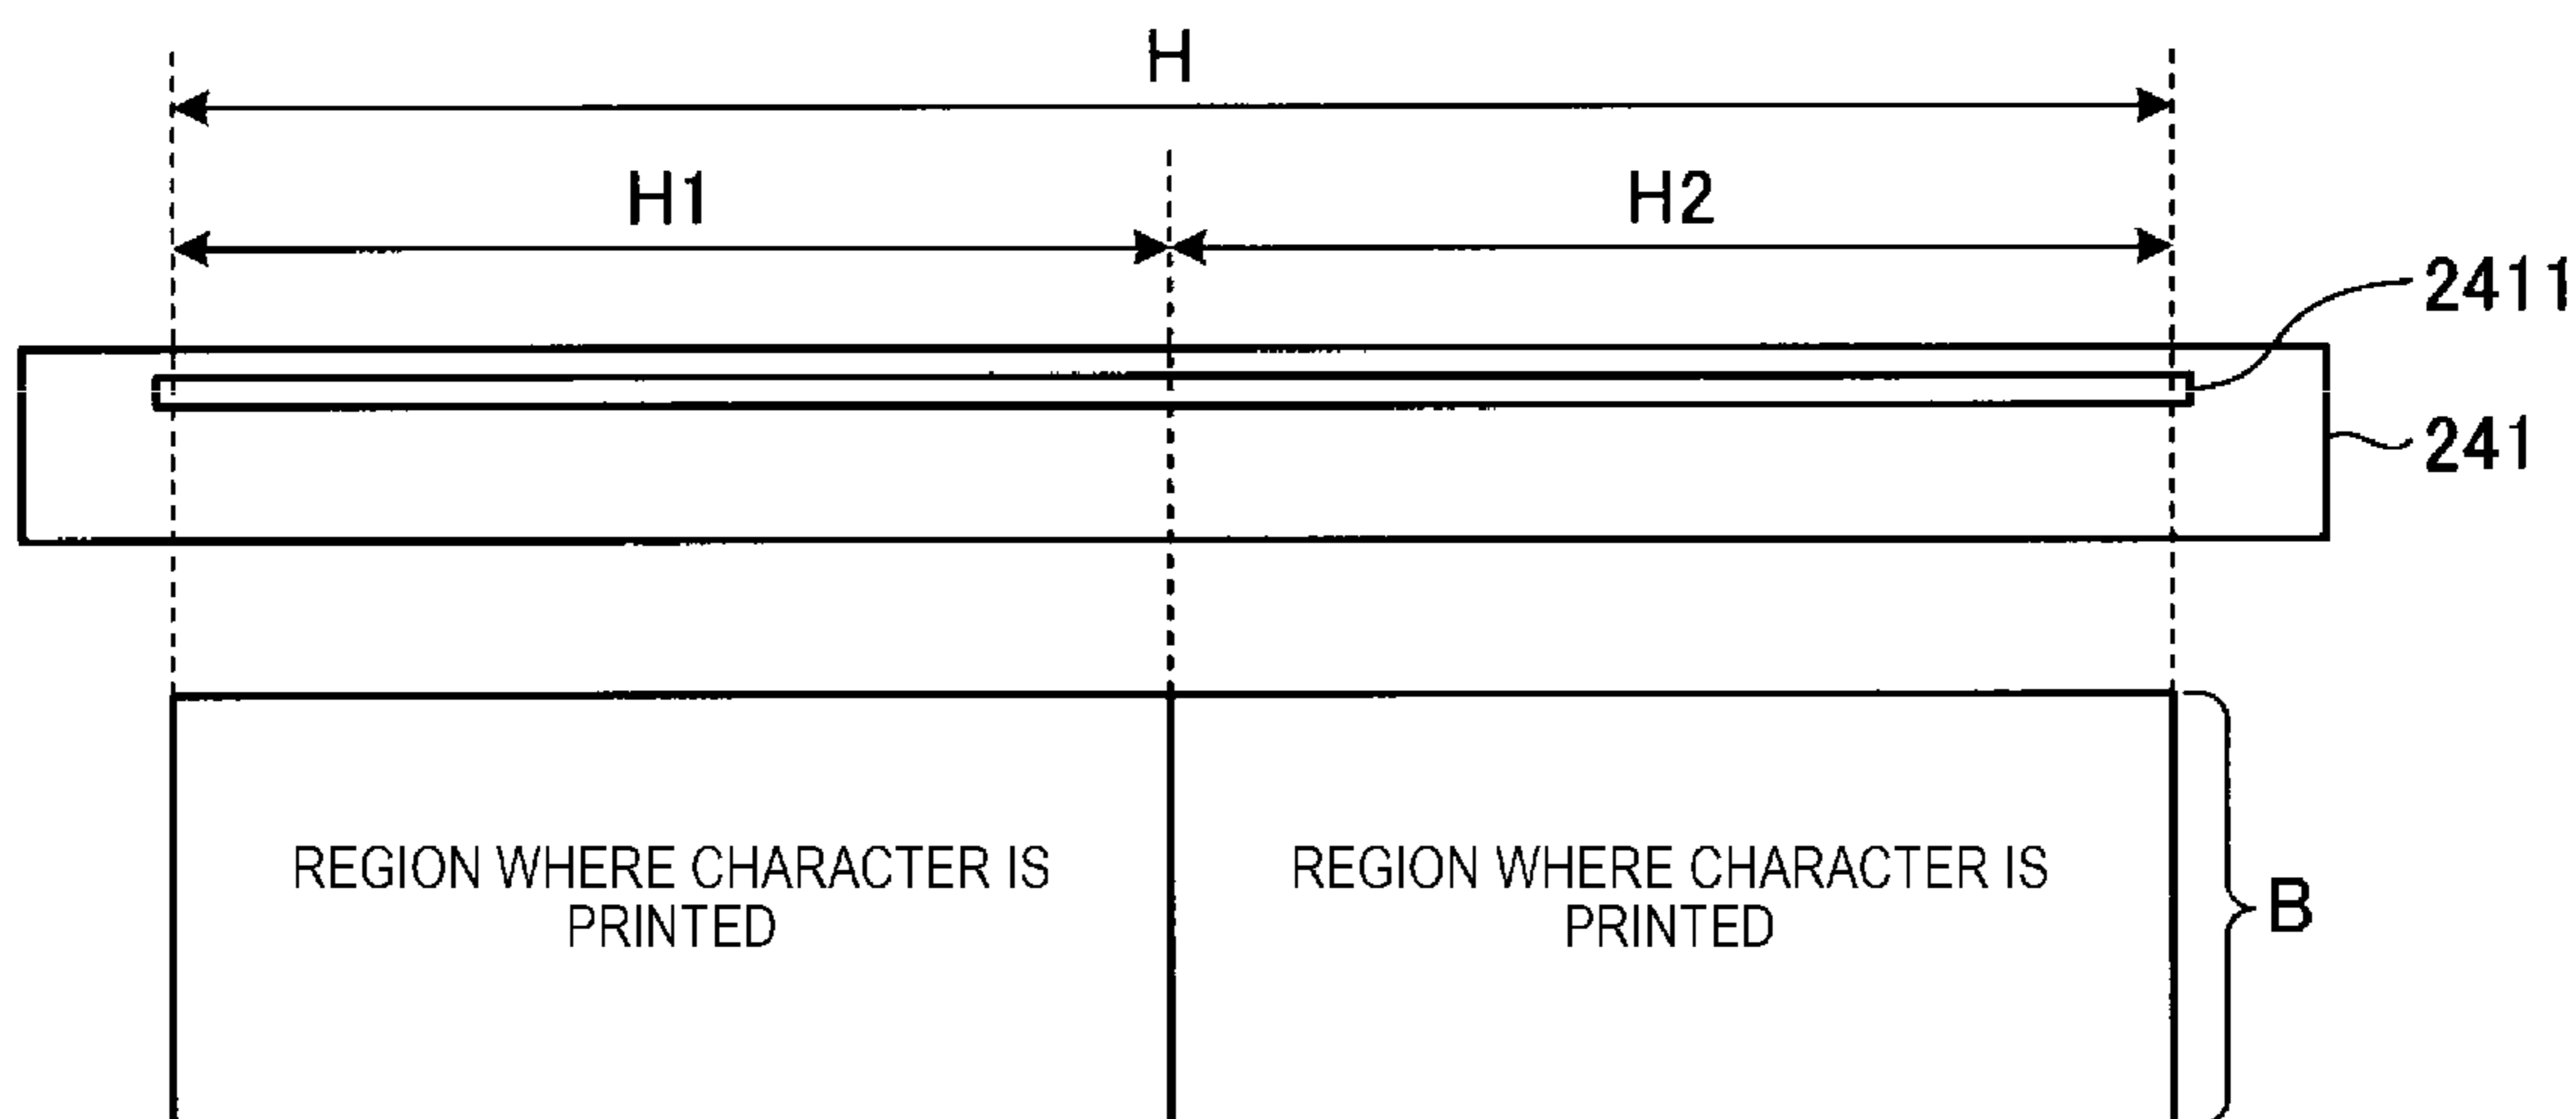 H
H1
H2
2411
241
REGION WHERE CHARACTER IS
PRINTED
REGION WHERE CHARACTER IS
PRINTED
B